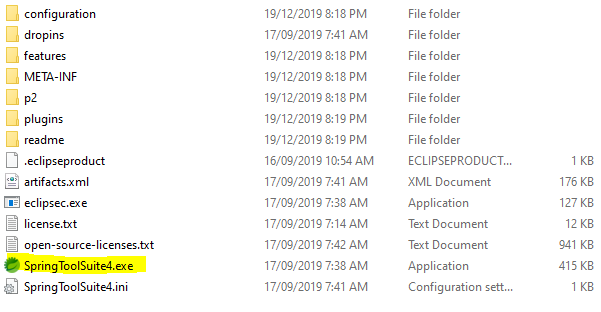 configuration 19/12/2019 8:18 PM File folder
dropins 17/09/2019 7:41 AM File folder
features 19/12/2019 8:18 PM File folder
META-INF 19/12/2019 8:18 PM File folder
p2 19/12/2019 8:18 PM File folder
plugins 19/12/2019 8:19 PM File folder
readme 19/12/2019 8:19 PM File folder
.eclipseproduct 16/09/2019 10:54 AM ECLIPSEPRODUCT... 1 KB
artifacts.xml 17/09/2019 7:41 AM XML Document 176 KB
eclipsec.exe 17/09/2019 7:38 AM Application 127 KB
license.txt 17/09/2019 7:14 AM Text Document 12 KB
open-source-licenses.txt 17/09/2019 7:42 AM Text Document 941 KB
SpringToolSuite4.exe 17/09/2019 7:38 AM Application 415 KB
SpringToolSuite4.ini 17/09/2019 7:41 AM Configuration sett... 1 KB